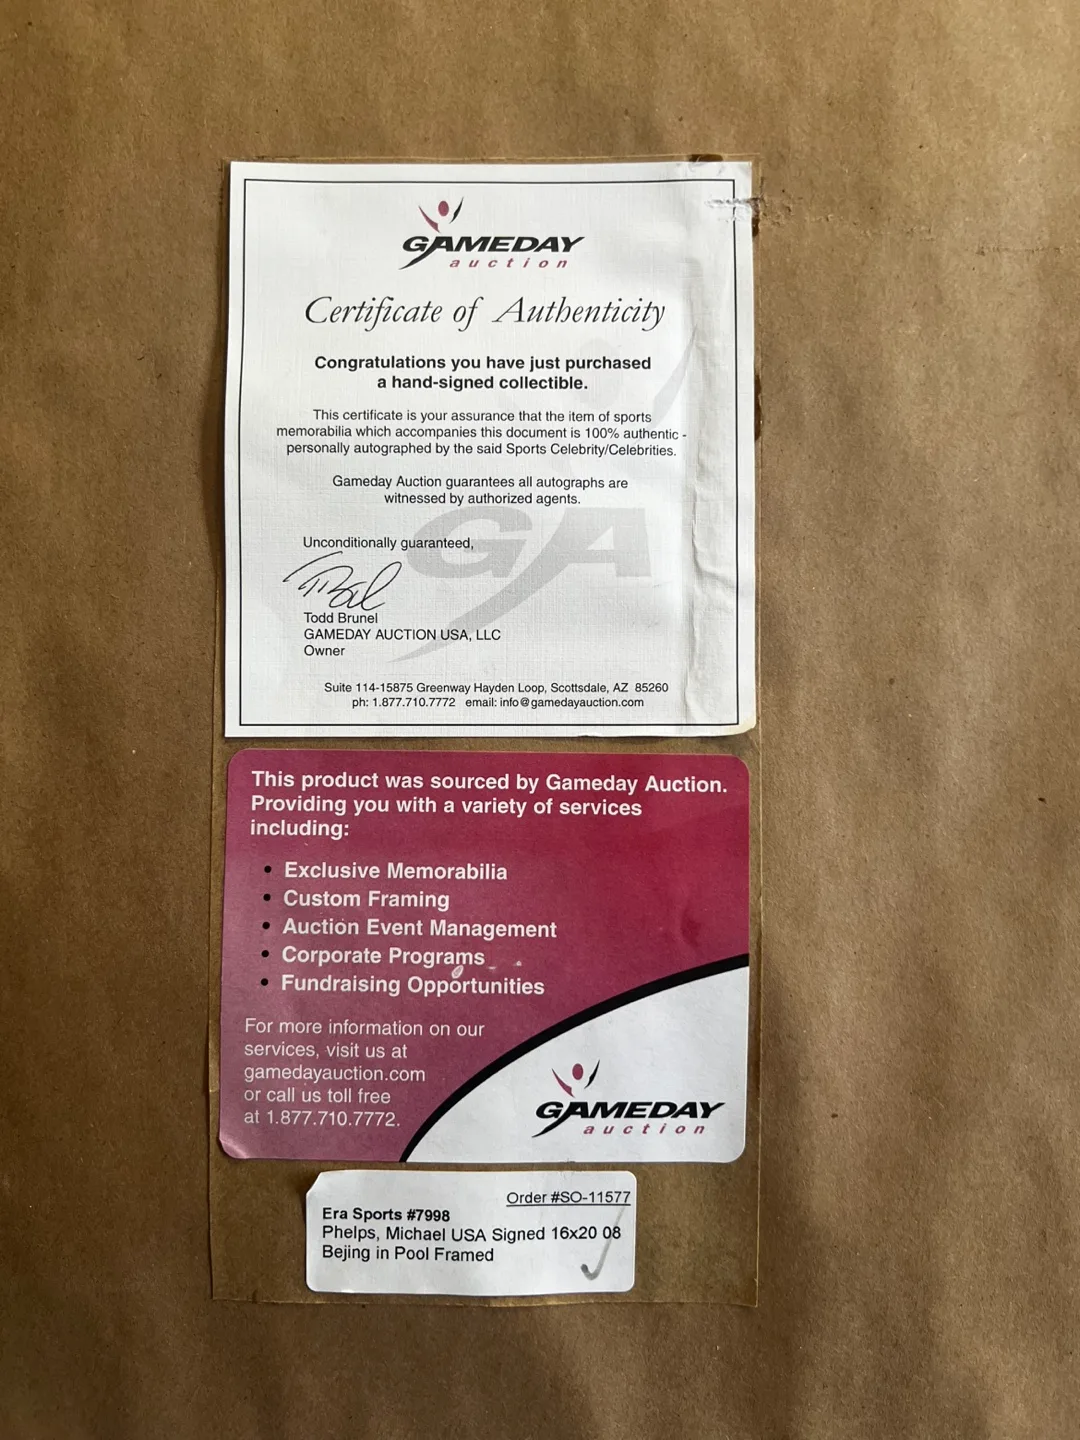 GAMEDAY
auction
Certificate of Authenticity
Congratulations you have just purchased
a hand-signed collectible.
This certificate is your assurance that the item of sports
memorabilia which accompanies this document is 100% authentic -
personally autographed by the said Sports Celebrity/Celebrities.
Gameday Auction guarantees all autographs are
witnessed by authorized agents.
GA
Unconditionally guaranteed,
Todd Brunel
GAMEDAY AUCTION USA, LLC
Owner
Suite 114-15875 Greenway Hayden Loop, Scottsdale, AZ 85260
ph: 1.877.710.7772 email: info@gamedayauction.com
This product was sourced by Gameday Auction.
Providing you with a variety of services
including:
• Exclusive Memorabilia
• Custom Framing
• Auction Event Management
• Corporate Programs
• Fundraising Opportunities
For more information on our
services, visit us at
gamedayauction.com
or call us toll free
at 1.877.710.7772.
GAMEDAY
auction
Order #SO-11577
Era Sports #7998
Phelps, Michael USA Signed 16x20 08
Bejing in Pool Framed